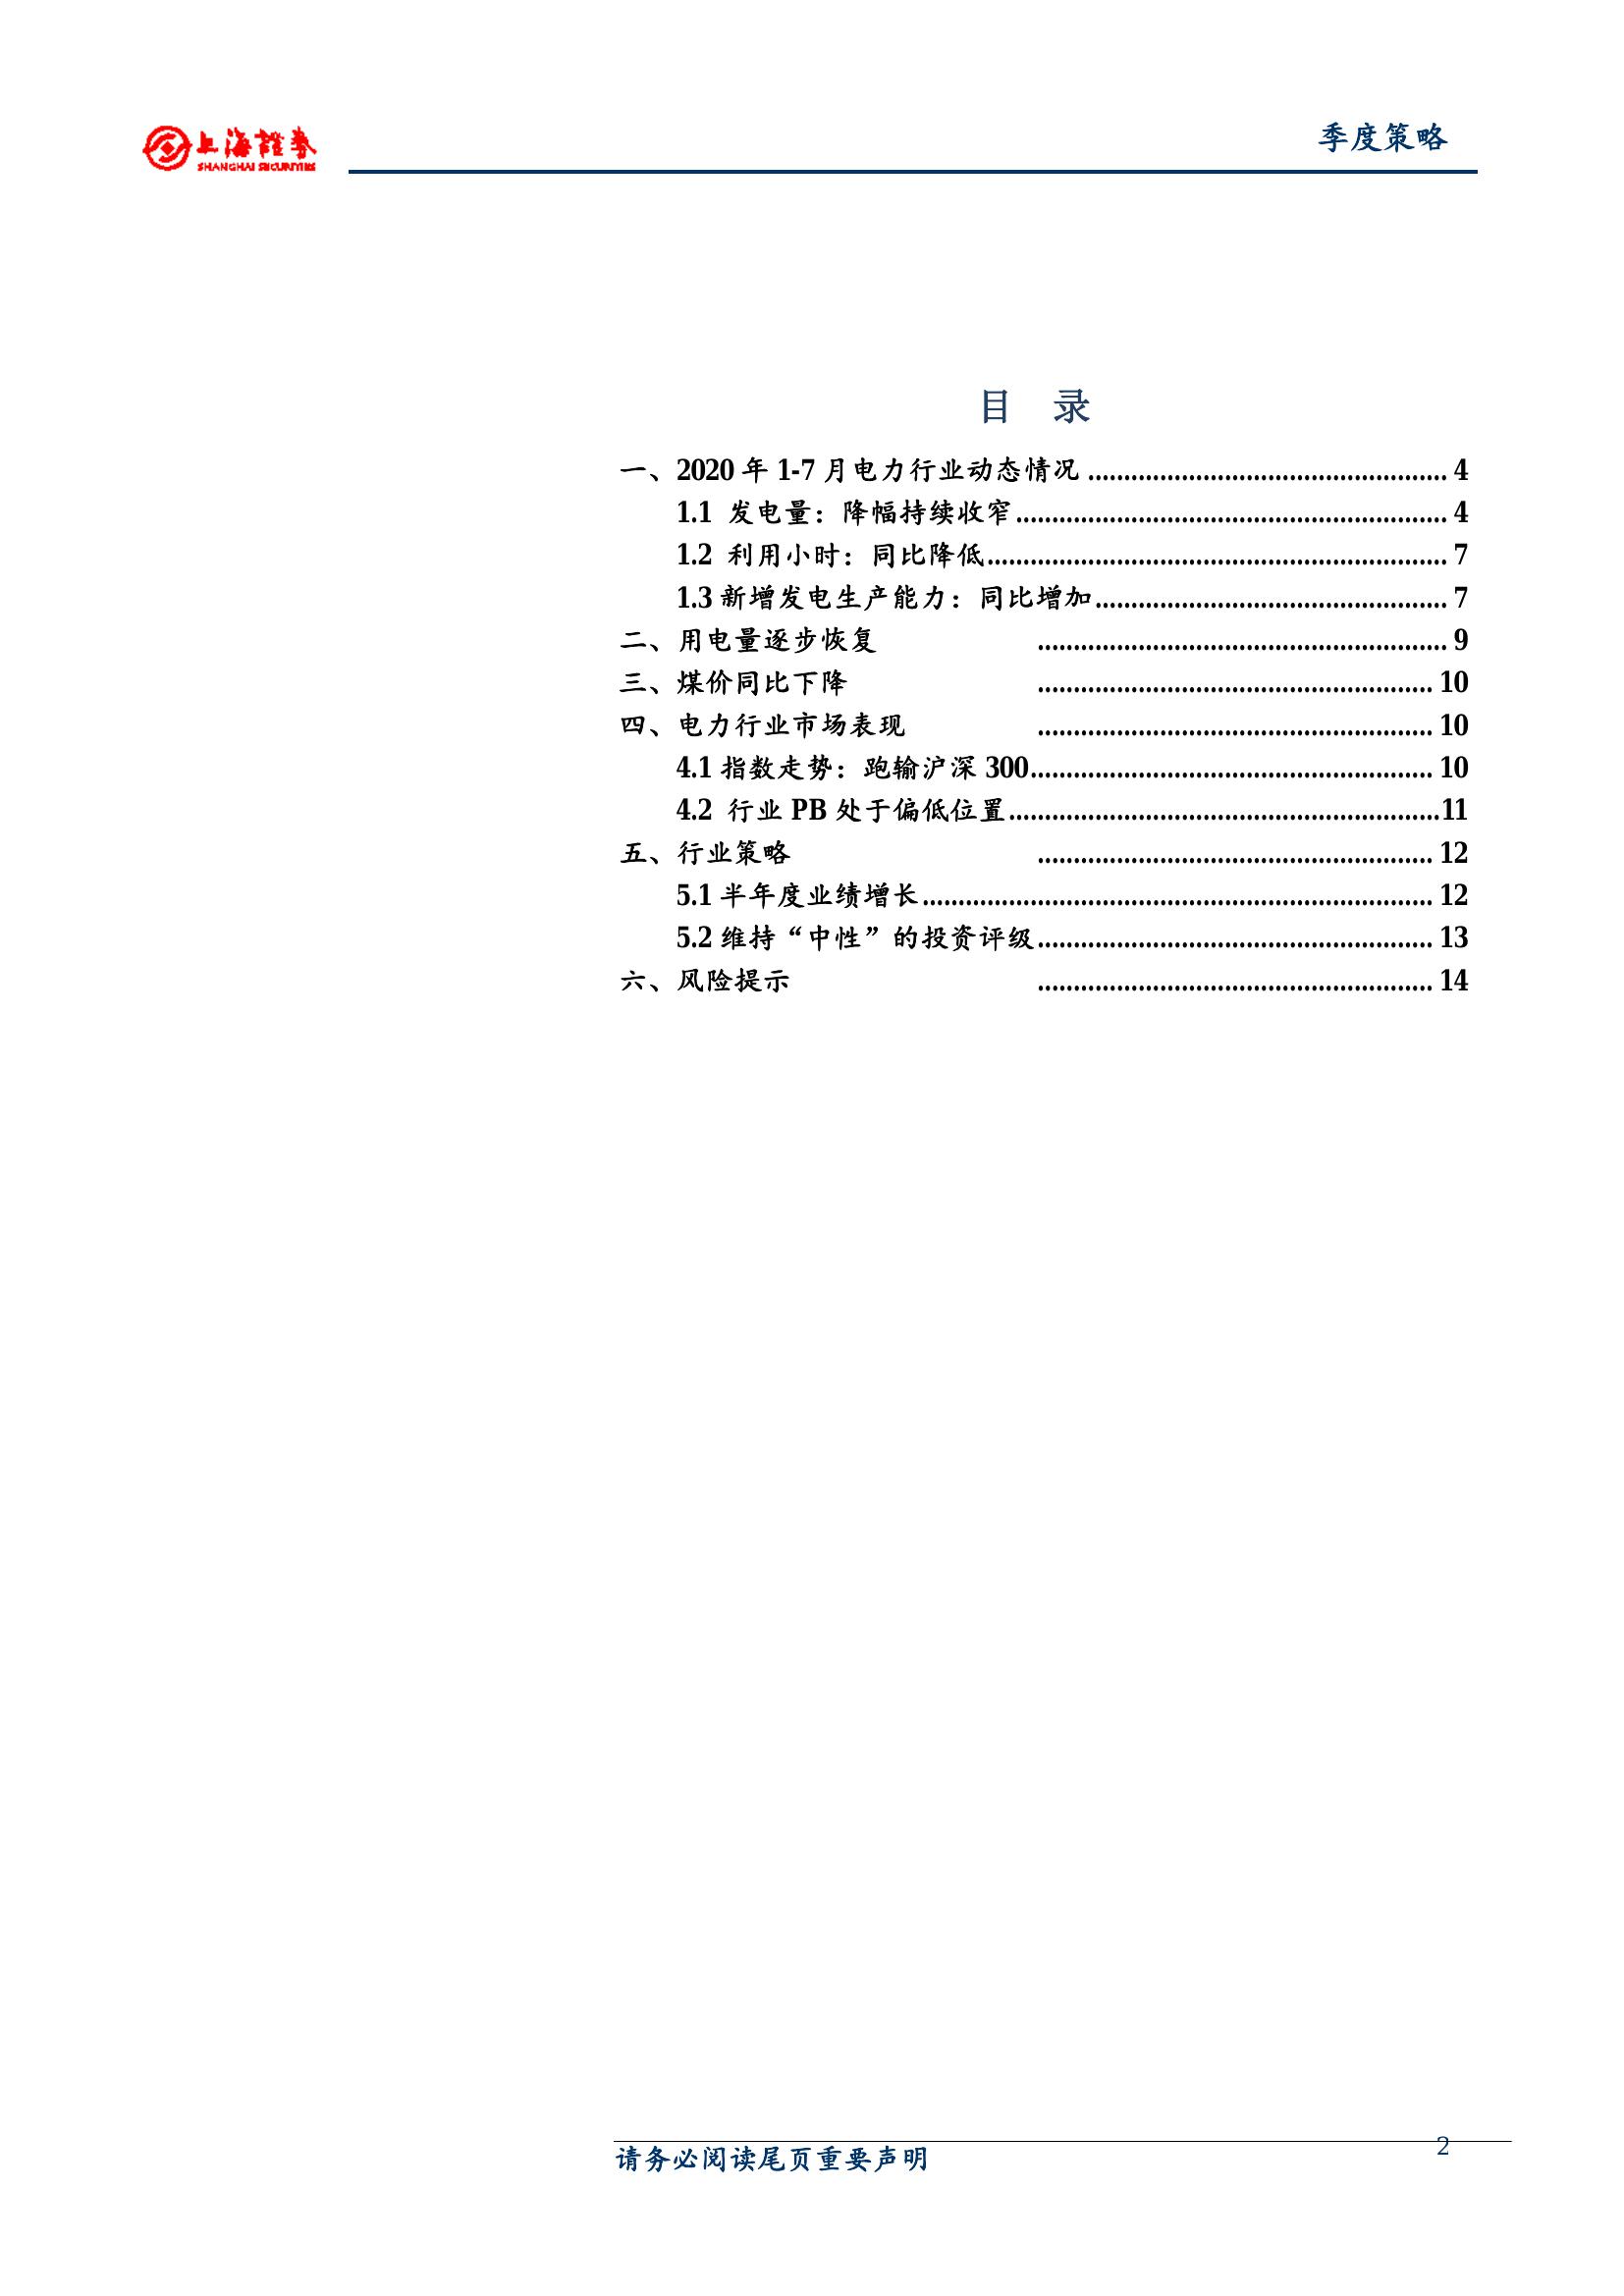 上海證券
SHANGHAI SECURITIES
季度策略
目 录
一、2020 年 1-7 月电力行业动态情况 .................................................. 4
1.1 发电量：降幅持续收窄............................................................ 4
1.2 利用小时：同比降低................................................................ 7
1.3 新增发电生产能力：同比增加................................................. 7
二、用电量逐步恢复 ......................................................... 9
三、煤价同比下降 ....................................................... 10
四、电力行业市场表现 ....................................................... 10
4.1 指数走势：跑输沪深 300........................................................ 10
4.2 行业 PB 处于偏低位置............................................................11
五、行业策略 ....................................................... 12
5.1 半年度业绩增长....................................................................... 12
5.2 维持“中性”的投资评级....................................................... 13
六、风险提示 ....................................................... 14
请务必阅读尾页重要声明
2